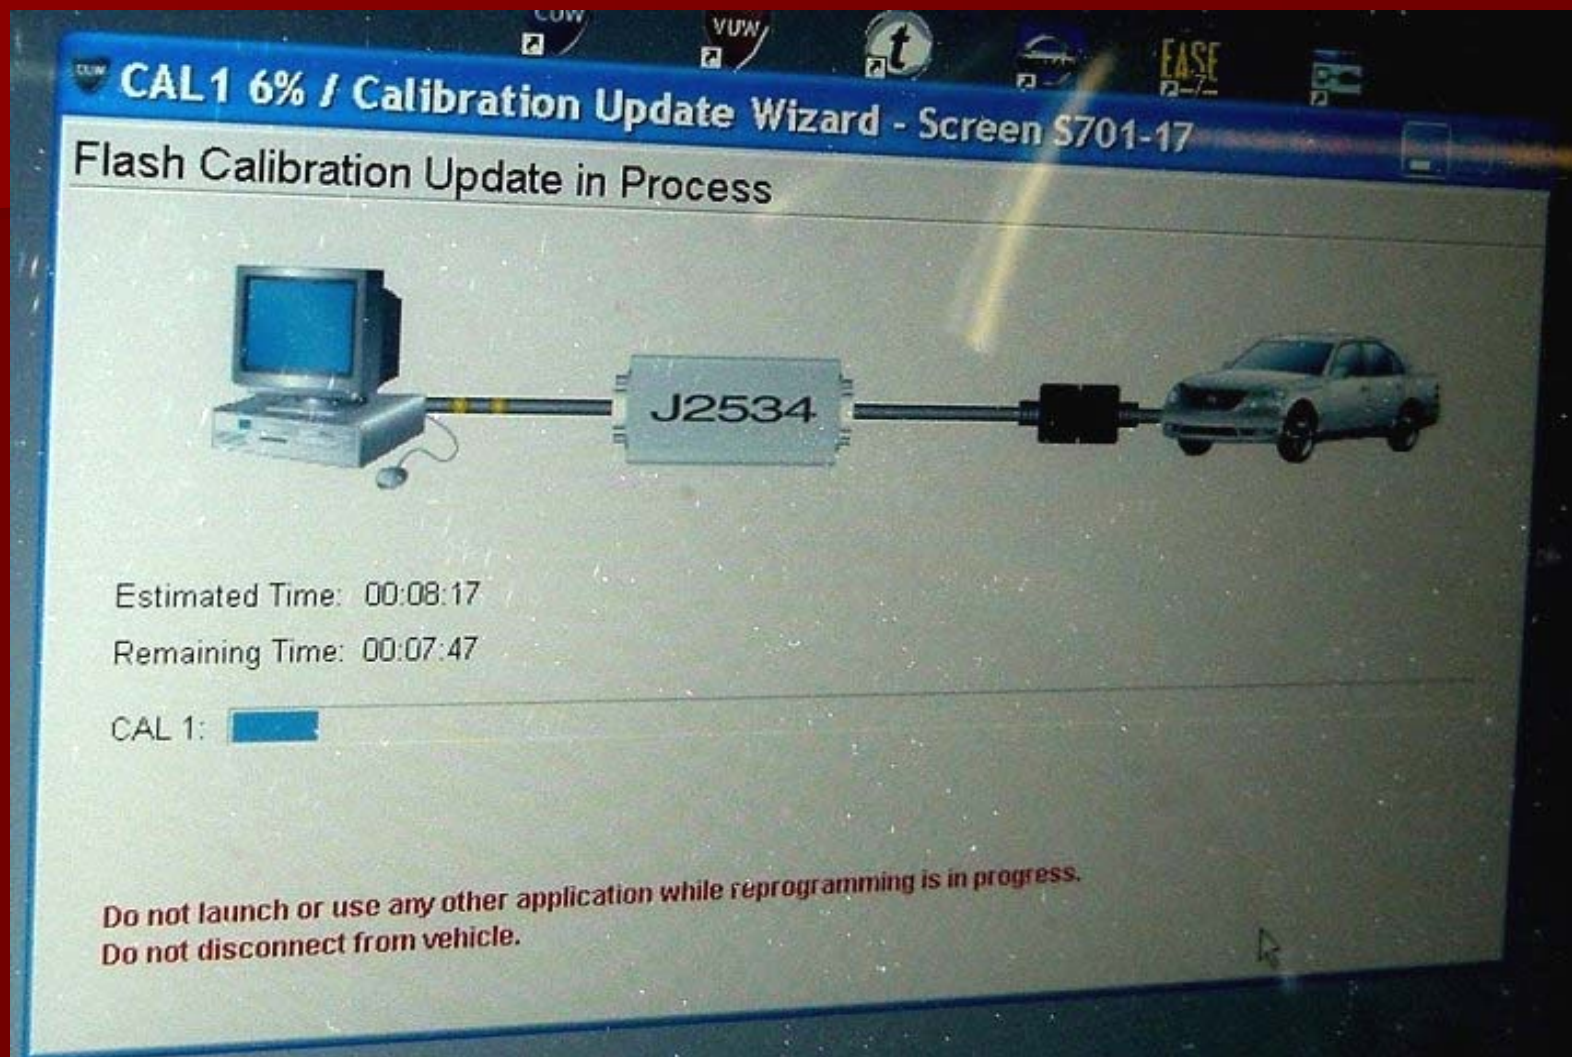 CUW
VUW
t
EASE
CUW
CAL1 6% / Calibration Update Wizard - Screen S701-17
Flash Calibration Update in Process
J2534
Estimated Time: 00:08:17
Remaining Time: 00:07:47
CAL 1:
Do not launch or use any other application while reprogramming is in progress.
Do not disconnect from vehicle.